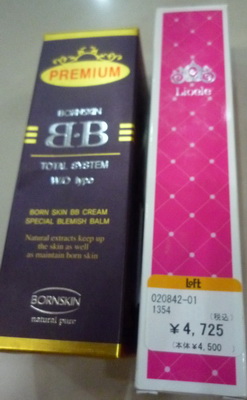 PREMIUM
BORNSKIN
B·B
TOTAL SYSTEM
W/O type
BORN SKIN BB CREAM
SPECIAL BLEMISH BALM
Natural extracts keep up
the skin as well
as maintain born skin
BORNSKIN
natural pure
Lioele
Loft
020842-01
1354
(税込)
¥4,725
(本体¥4,500)